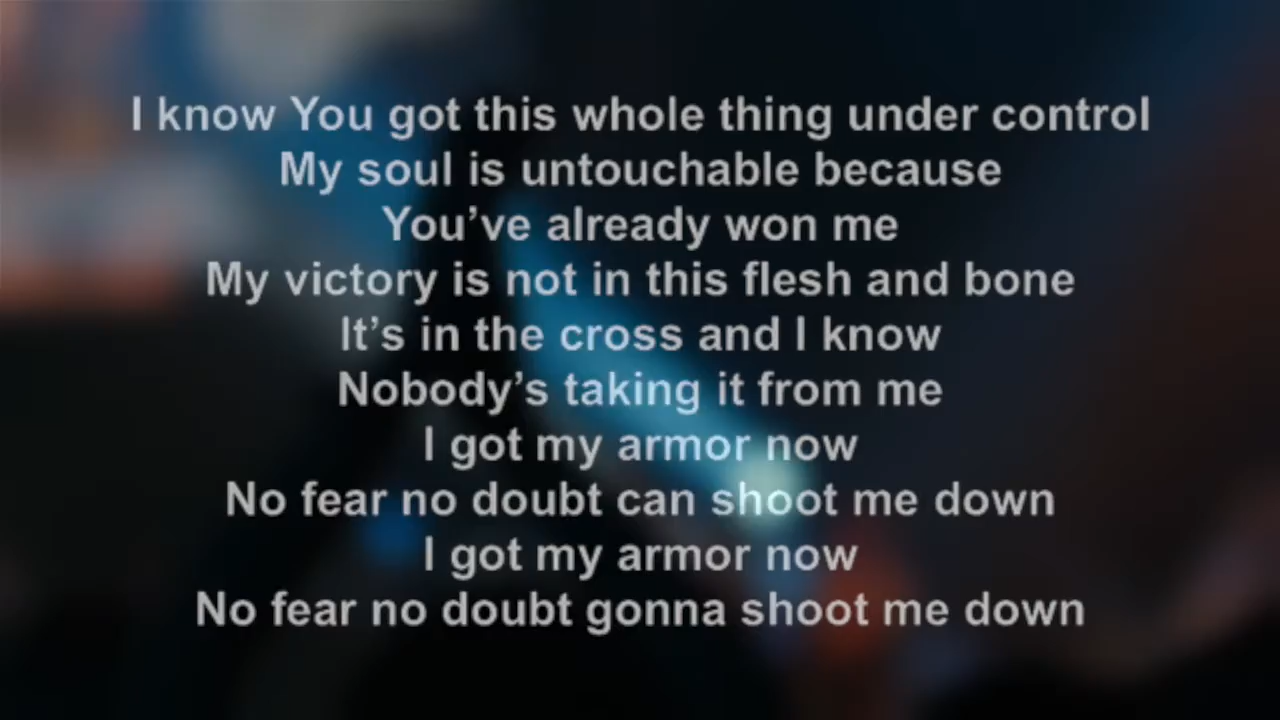 I know You got this whole thing under control
My soul is untouchable because
You’ve already won me
My victory is not in this flesh and bone
It’s in the cross and I know
Nobody’s taking it from me
I got my armor now
No fear no doubt can shoot me down
I got my armor now
No fear no doubt gonna shoot me down